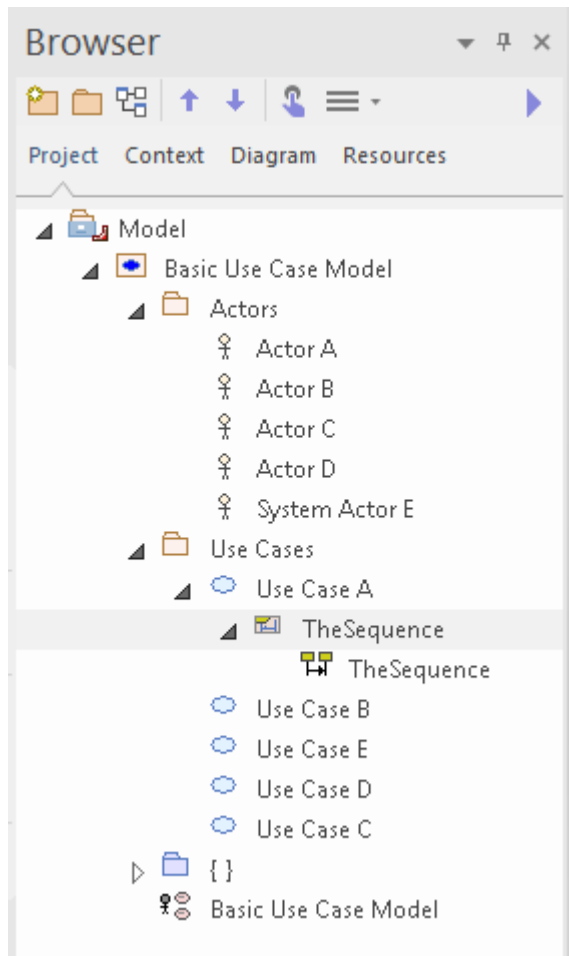 Browser
Project Context Diagram Resources
Model
Basic Use Case Model
Actors
Actor A
Actor B
Actor C
Actor D
System Actor E
Use Cases
Use Case A
TheSequence
TheSequence
Use Case B
Use Case E
Use Case D
Use Case C
{ }
Basic Use Case Model